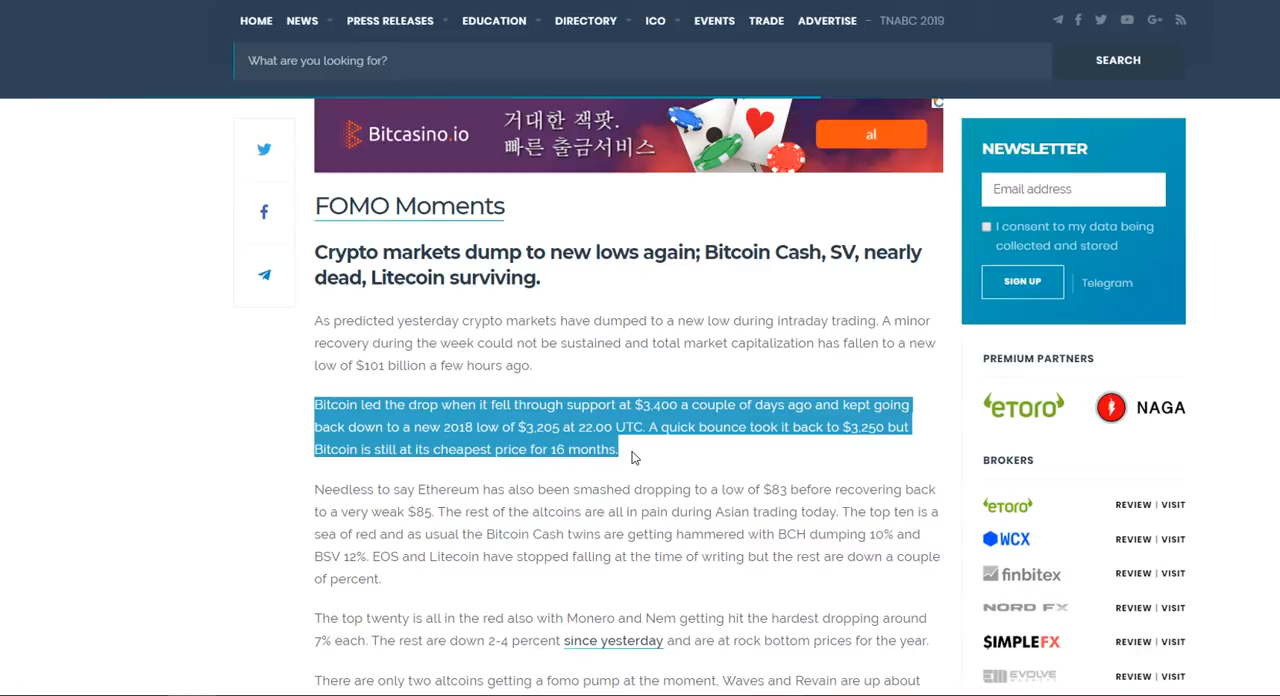 HOME NEWS PRESS RELEASES EDUCATION DIRECTORY ICO EVENTS TRADE ADVERTISE – TNABC 2019
What are you looking for?
SEARCH
Bitcasino.io
거대한 잭팟.
빠른 출금서비스
al
FOMO Moments
Crypto markets dump to new lows again; Bitcoin Cash, SV, nearly
dead, Litecoin surviving.
As predicted yesterday crypto markets have dumped to a new low during intraday trading. A minor
recovery during the week could not be sustained and total market capitalization has fallen to a new
low of $101 billion a few hours ago.
Bitcoin led the drop when it fell through support at $3,400 a couple of days ago and kept going
back down to a new 2018 low of $3,205 at 22.00 UTC. A quick bounce took it back to $3,250 but
Bitcoin is still at its cheapest price for 16 months.
Needless to say Ethereum has also been smashed dropping to a low of $83 before recovering back
to a very weak $85. The rest of the altcoins are all in pain during Asian trading today. The top ten is a
sea of red and as usual the Bitcoin Cash twins are getting hammered with BCH dumping 10% and
BSV 12%. EOS and Litecoin have stopped falling at the time of writing but the rest are down a couple
of percent.
The top twenty is all in the red also with Monero and Nem getting hit the hardest dropping around
7% each. The rest are down 2-4 percent since yesterday and are at rock bottom prices for the year.
There are only two altcoins getting a fomo pump at the moment, Waves and Revain are up about
NEWSLETTER
Email address
I consent to my data being
collected and stored
SIGN UP
Telegram
PREMIUM PARTNERS
eToro NAGA
BROKERS
eToro REVIEW | VISIT
WCX REVIEW | VISIT
finbitex REVIEW | VISIT
NORD FX REVIEW | VISIT
$IMPLEFX REVIEW | VISIT
EVOLVE REVIEW | VISIT